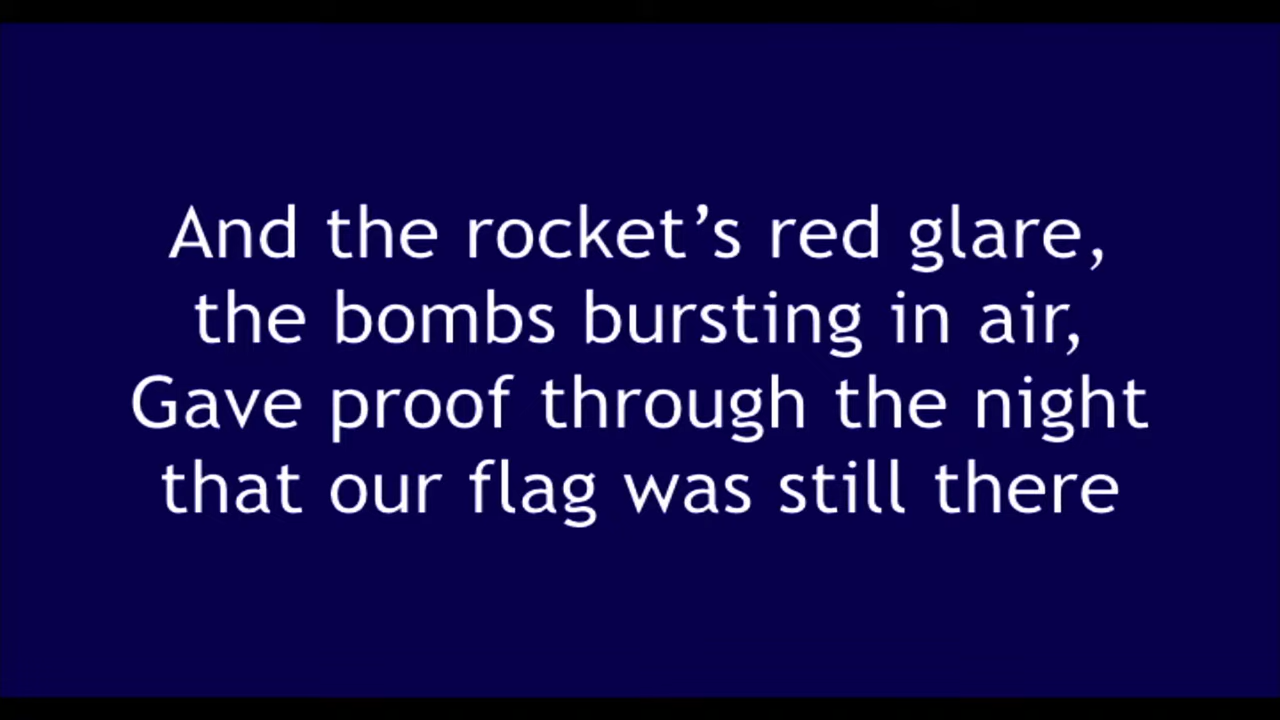 And the rocket’s red glare,
the bombs bursting in air,
Gave proof through the night
that our flag was still there